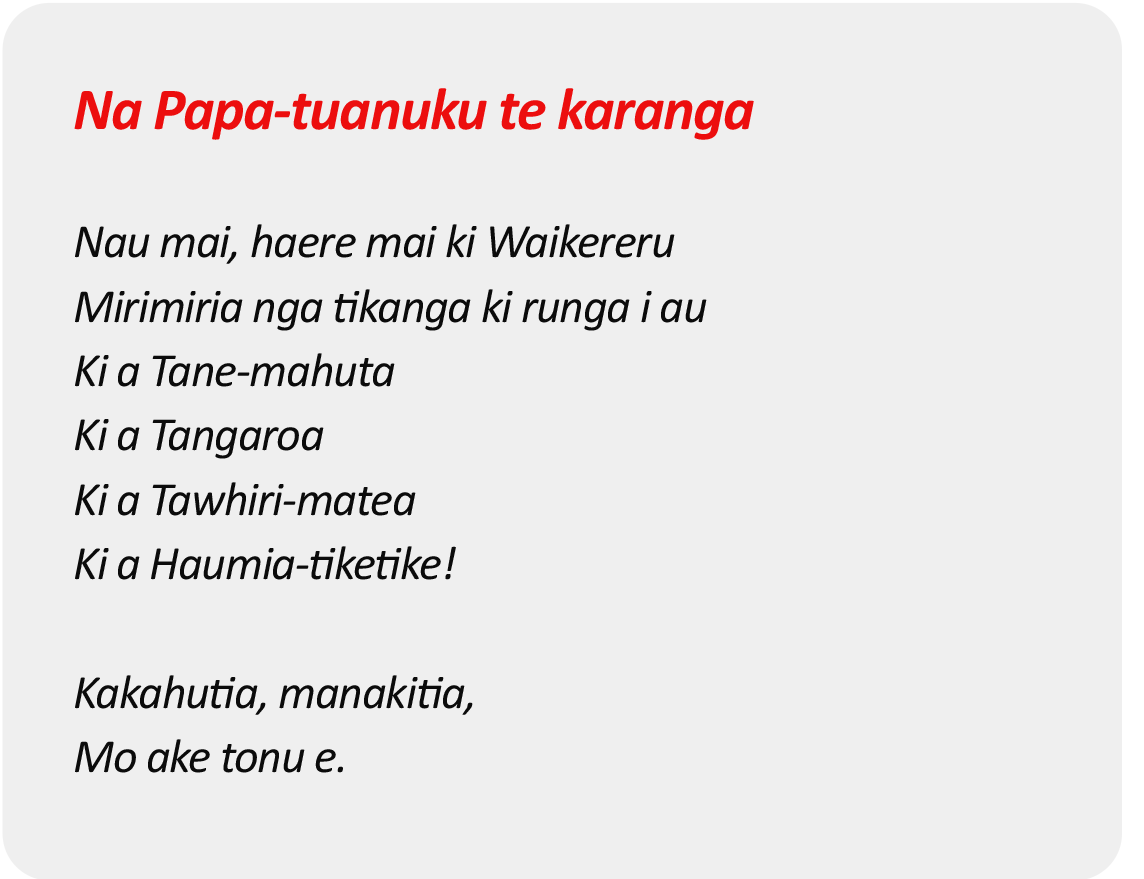 Na Papa-tuanuku te karanga
Nau mai, haere mai ki Waikereru
Mirimiria nga tikanga ki runga i au
Ki a Tane-mahuta
Ki a Tangaroa
Ki a Tawhiri-matea
Ki a Haumia-tiketike!
Kakahutia, manakitia,
Mo ake tonu e.